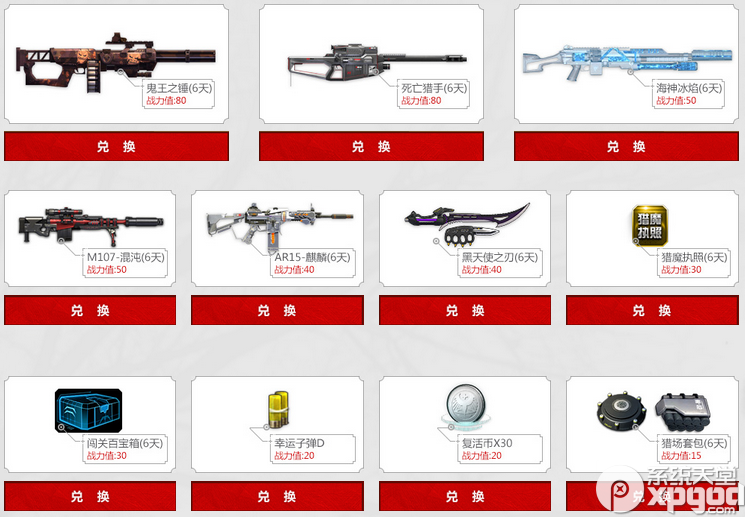 鬼王之锤(6天)
战力值:80
死亡猎手(6天)
战力值:80
海神冰焰(6天)
战力值:50
兑 换
兑 换
兑 换
M107-混沌(6天)
战力值:50
AR15-麒麟(6天)
战力值:40
黑天使之刃(6天)
战力值:40
猎魔
执照
猎魔执照(6天)
战力值:30
兑 换
兑 换
兑 换
兑 换
闯关百宝箱(6天)
战力值:30
幸运子弹D
战力值:20
复活币X30
战力值:20
猎场套包(6天)
战力值:15
兑 换
兑 换
兑 换
兑 换
系统天堂
xpgod
.com